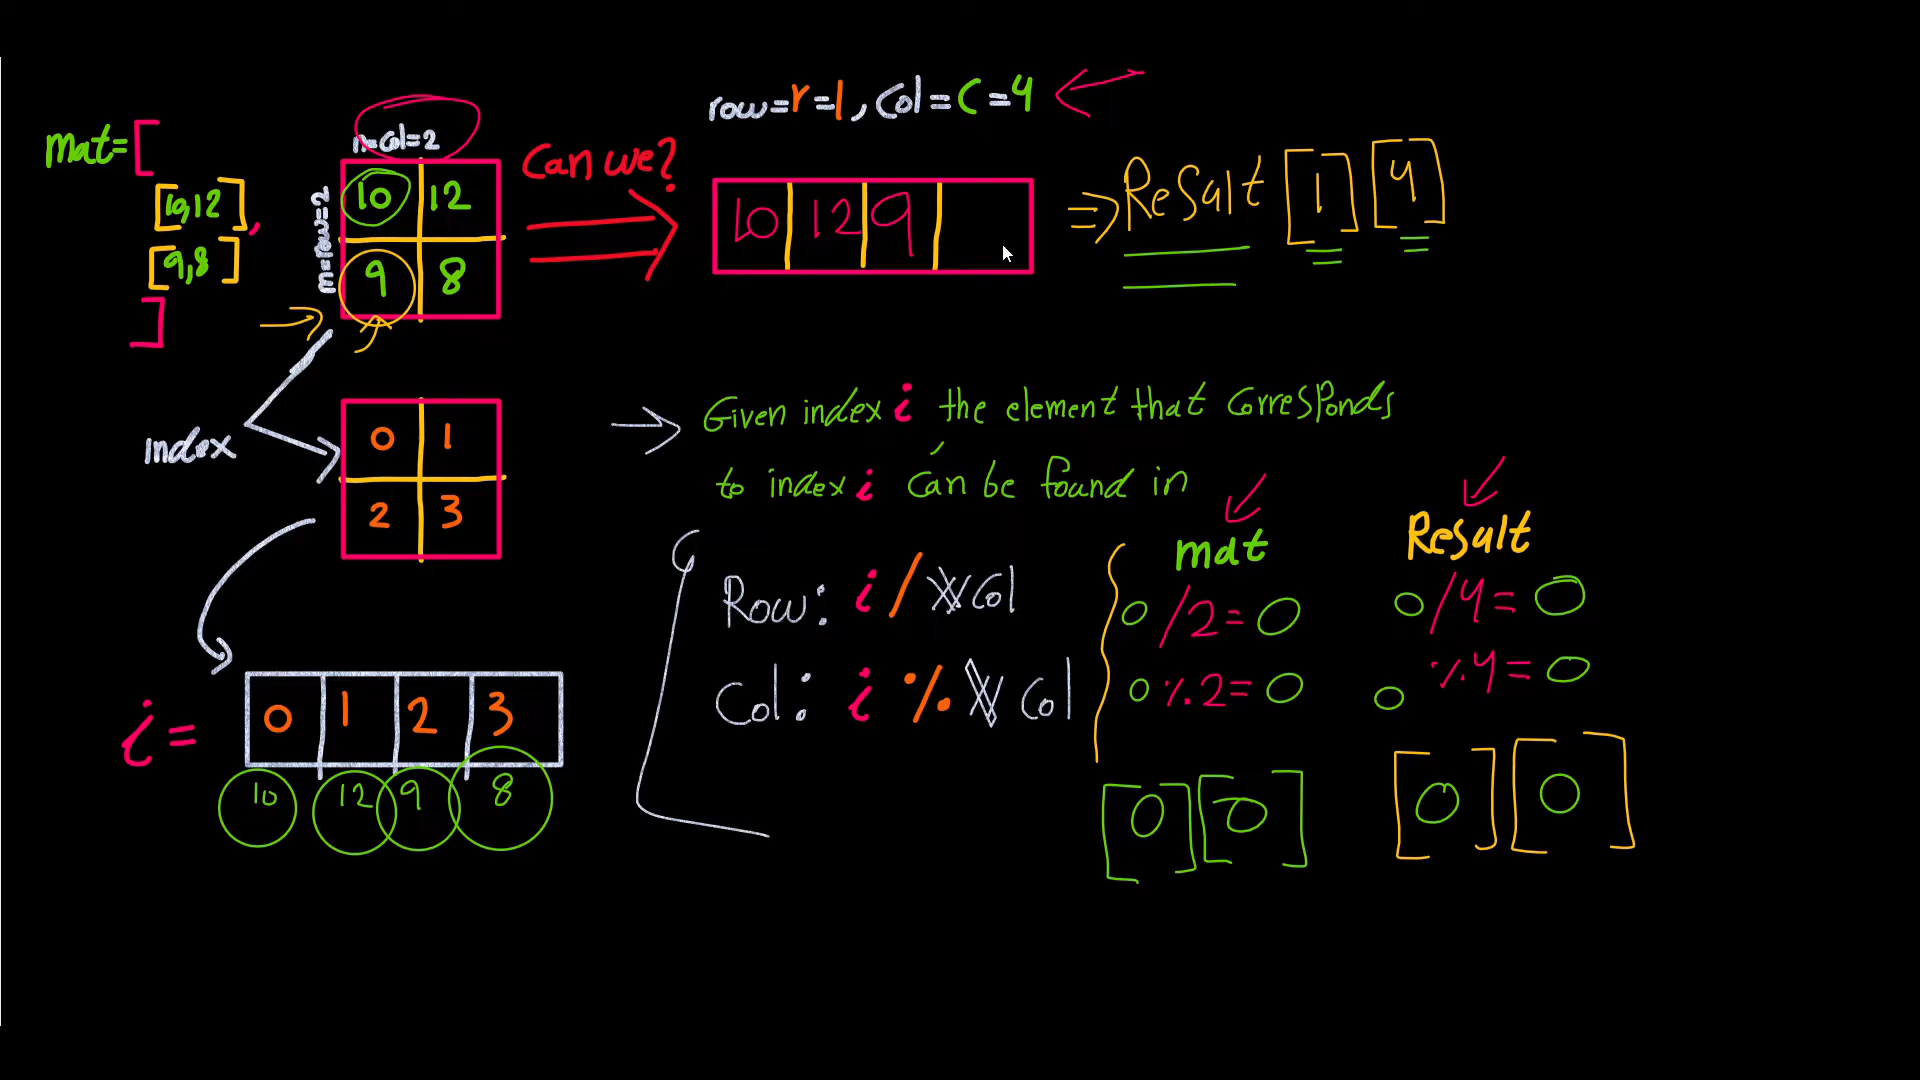 row=r=1, Col=C=4
mat=[
[10,12],
[9,8]
]
n=col=2
m=row=2
10 12
9 8
Can we?
10 12 9
⇒ Result [1] [4]
index
0 1
2 3
→ Given index i the element that corresponds
to index i can be found in
Row: i / Col
Col: i % Col
mat
0 /2= 0
0 %2= 0
[0][0]
Result
0 /4= 0
0 %4= 0
[0][0]
i= 0 1 2 3
10 12 9 8